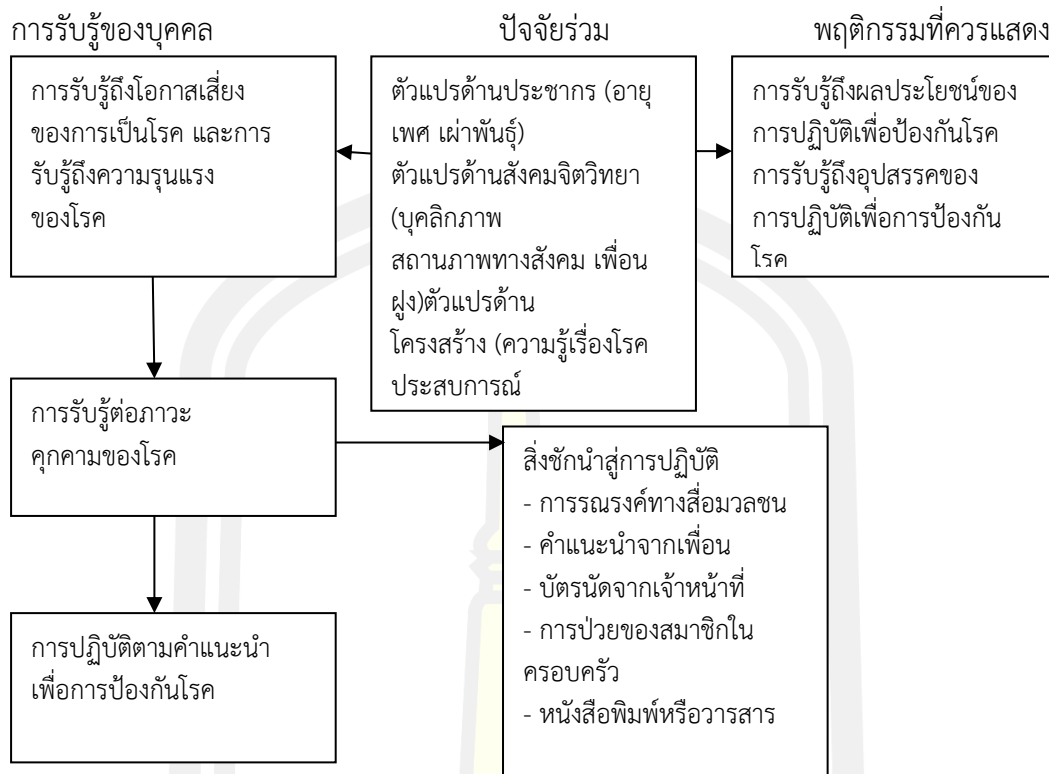 การรับรู้ของบุคคล
ปัจจัยร่วม
พฤติกรรมที่ควรแสดง
การรับรู้ถึงโอกาสเสี่ยง
ของการเป็นโรค และการ
รับรู้ถึงความรุนแรง
ของโรค
ตัวแปรด้านประชากร (อายุ
เพศ เผ่าพันธุ์)
ตัวแปรด้านสังคมจิตวิทยา
(บุคลิกภาพ
สถานภาพทางสังคม เพื่อน
ฝูง)ตัวแปรด้าน
โครงสร้าง (ความรู้เรื่องโรค
ประสบการณ์
การรับรู้ถึงผลประโยชน์ของ
การปฏิบัติเพื่อป้องกันโรค
การรับรู้ถึงอุปสรรคของ
การปฏิบัติเพื่อการป้องกัน
โรค
การรับรู้ต่อภาวะ
คุกคามของโรค
สิ่งชักนำสู่การปฏิบัติ
- การรณรงค์ทางสื่อมวลชน
- คำแนะนำจากเพื่อน
- บัตรนัดจากเจ้าหน้าที่
- การป่วยของสมาชิกใน
ครอบครัว
- หนังสือพิมพ์หรือวารสาร
การปฏิบัติตามคำแนะนำ
เพื่อการป้องกันโรค